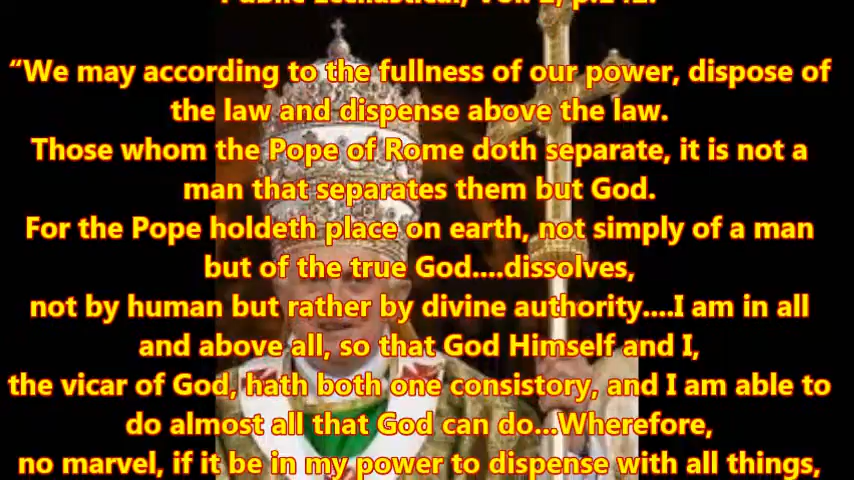 “We may according to the fullness of our power, dispose of
the law and dispense above the law.
Those whom the Pope of Rome doth separate, it is not a
man that separates them but God.
For the Pope holdeth place on earth, not simply of a man
but of the true God....dissolves,
not by human but rather by divine authority....I am in all
and above all, so that God Himself and I,
the vicar of God, hath both one consistory, and I am able to
do almost all that God can do...Wherefore,
no marvel, if it be in my power to dispense with all things,